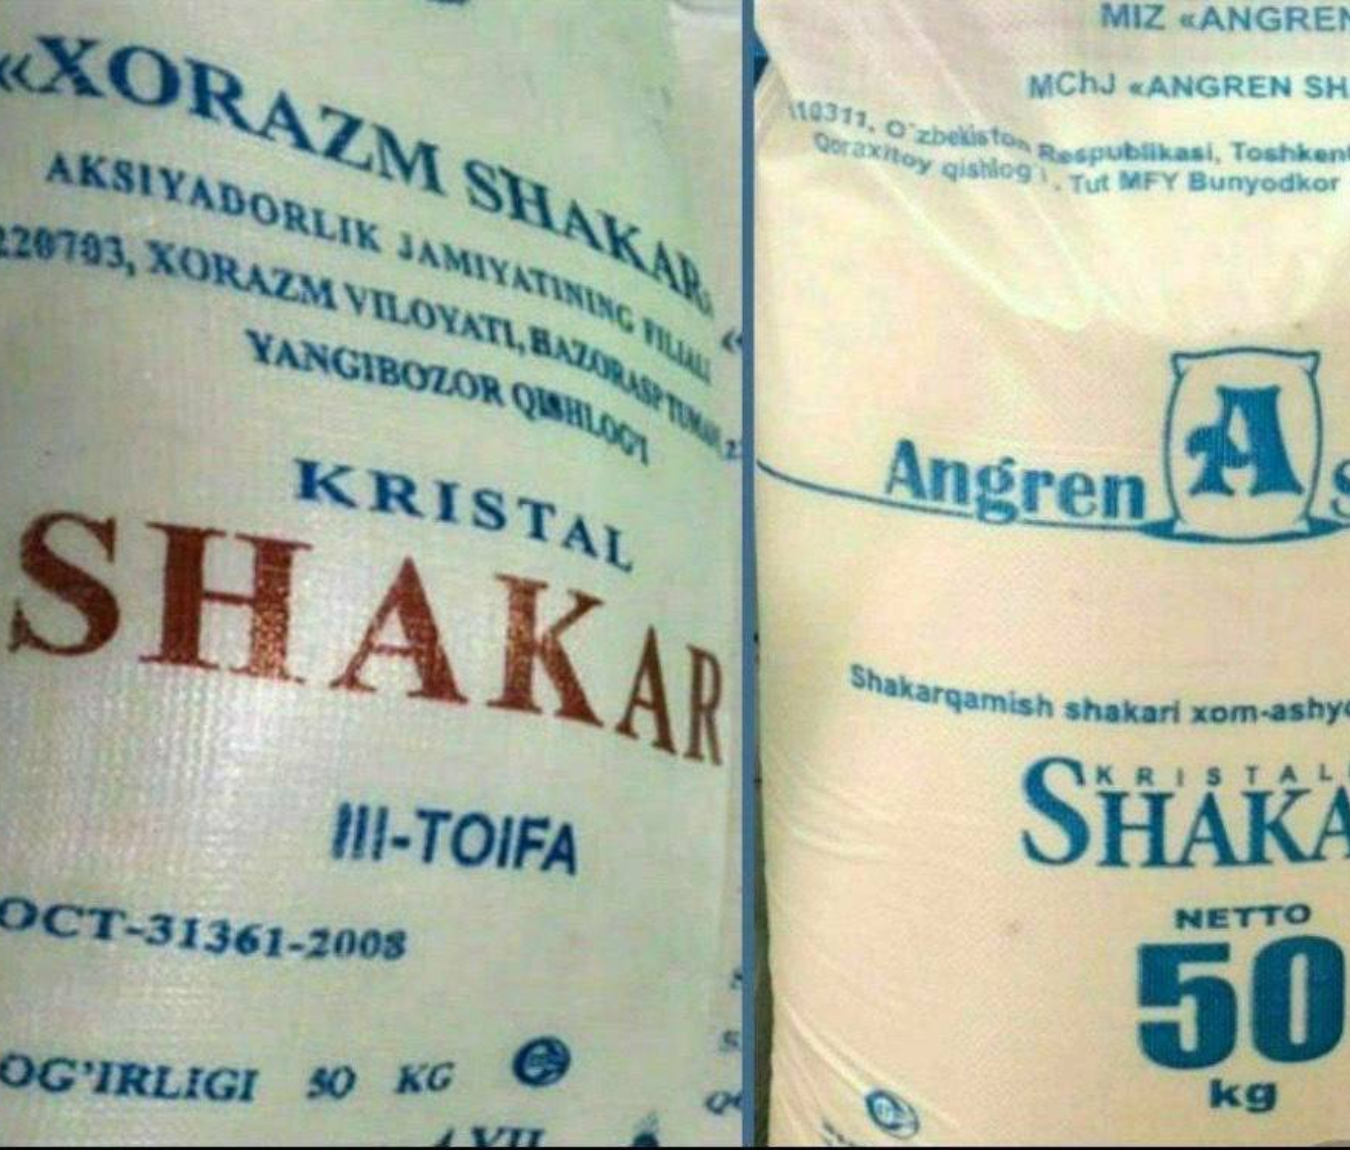 «XORAZM SHAKAR»
AKSIYADORLIK JAMIYATINING FILIALI
220703, XORAZM VILOYATI, BAZORASP TUMANI,
YANGIBOZOR QISHLOG'I
KRISTAL
SHAKAR
III-TOIFA
OCT-31361-2008
OG'IRLIGI 50 KG
MIZ «ANGREN
MChJ «ANGREN SH
110311, O'zbekiston Respublikasi, Toshkent
Qoraxitoy qishlog'i, Tut MFY Bunyodkor
A
Angren S
Shakarqamish shakari xom-ashyo
KRISTAL
SHAKA
NETTO
50
kg